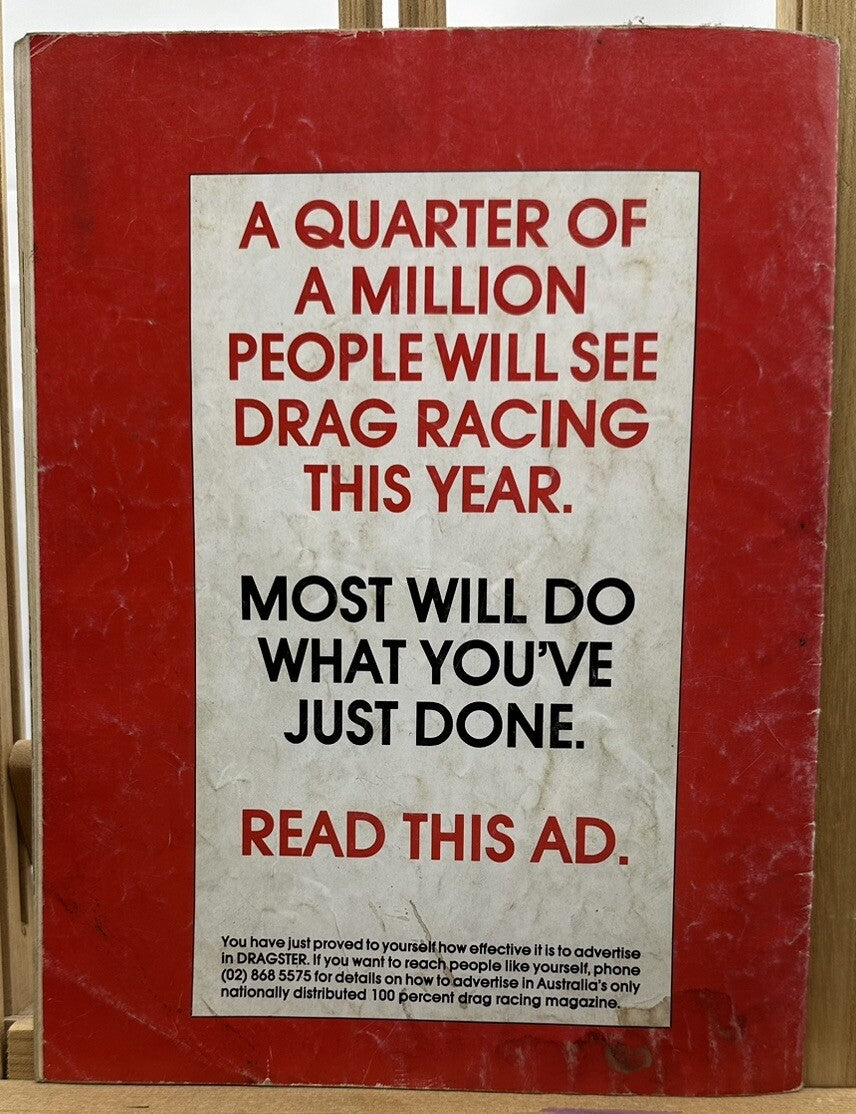 A QUARTER OF
A MILLION
PEOPLE WILL SEE
DRAG RACING
THIS YEAR.
MOST WILL DO
WHAT YOU'VE
JUST DONE.
READ THIS AD.
You have just proved to yourself how effective it is to advertise
in DRAGSTER. If you want to reach people like yourself, phone
(02) 868 5575 for details on how to advertise in Australia's only
nationally distributed 100 percent drag racing magazine.